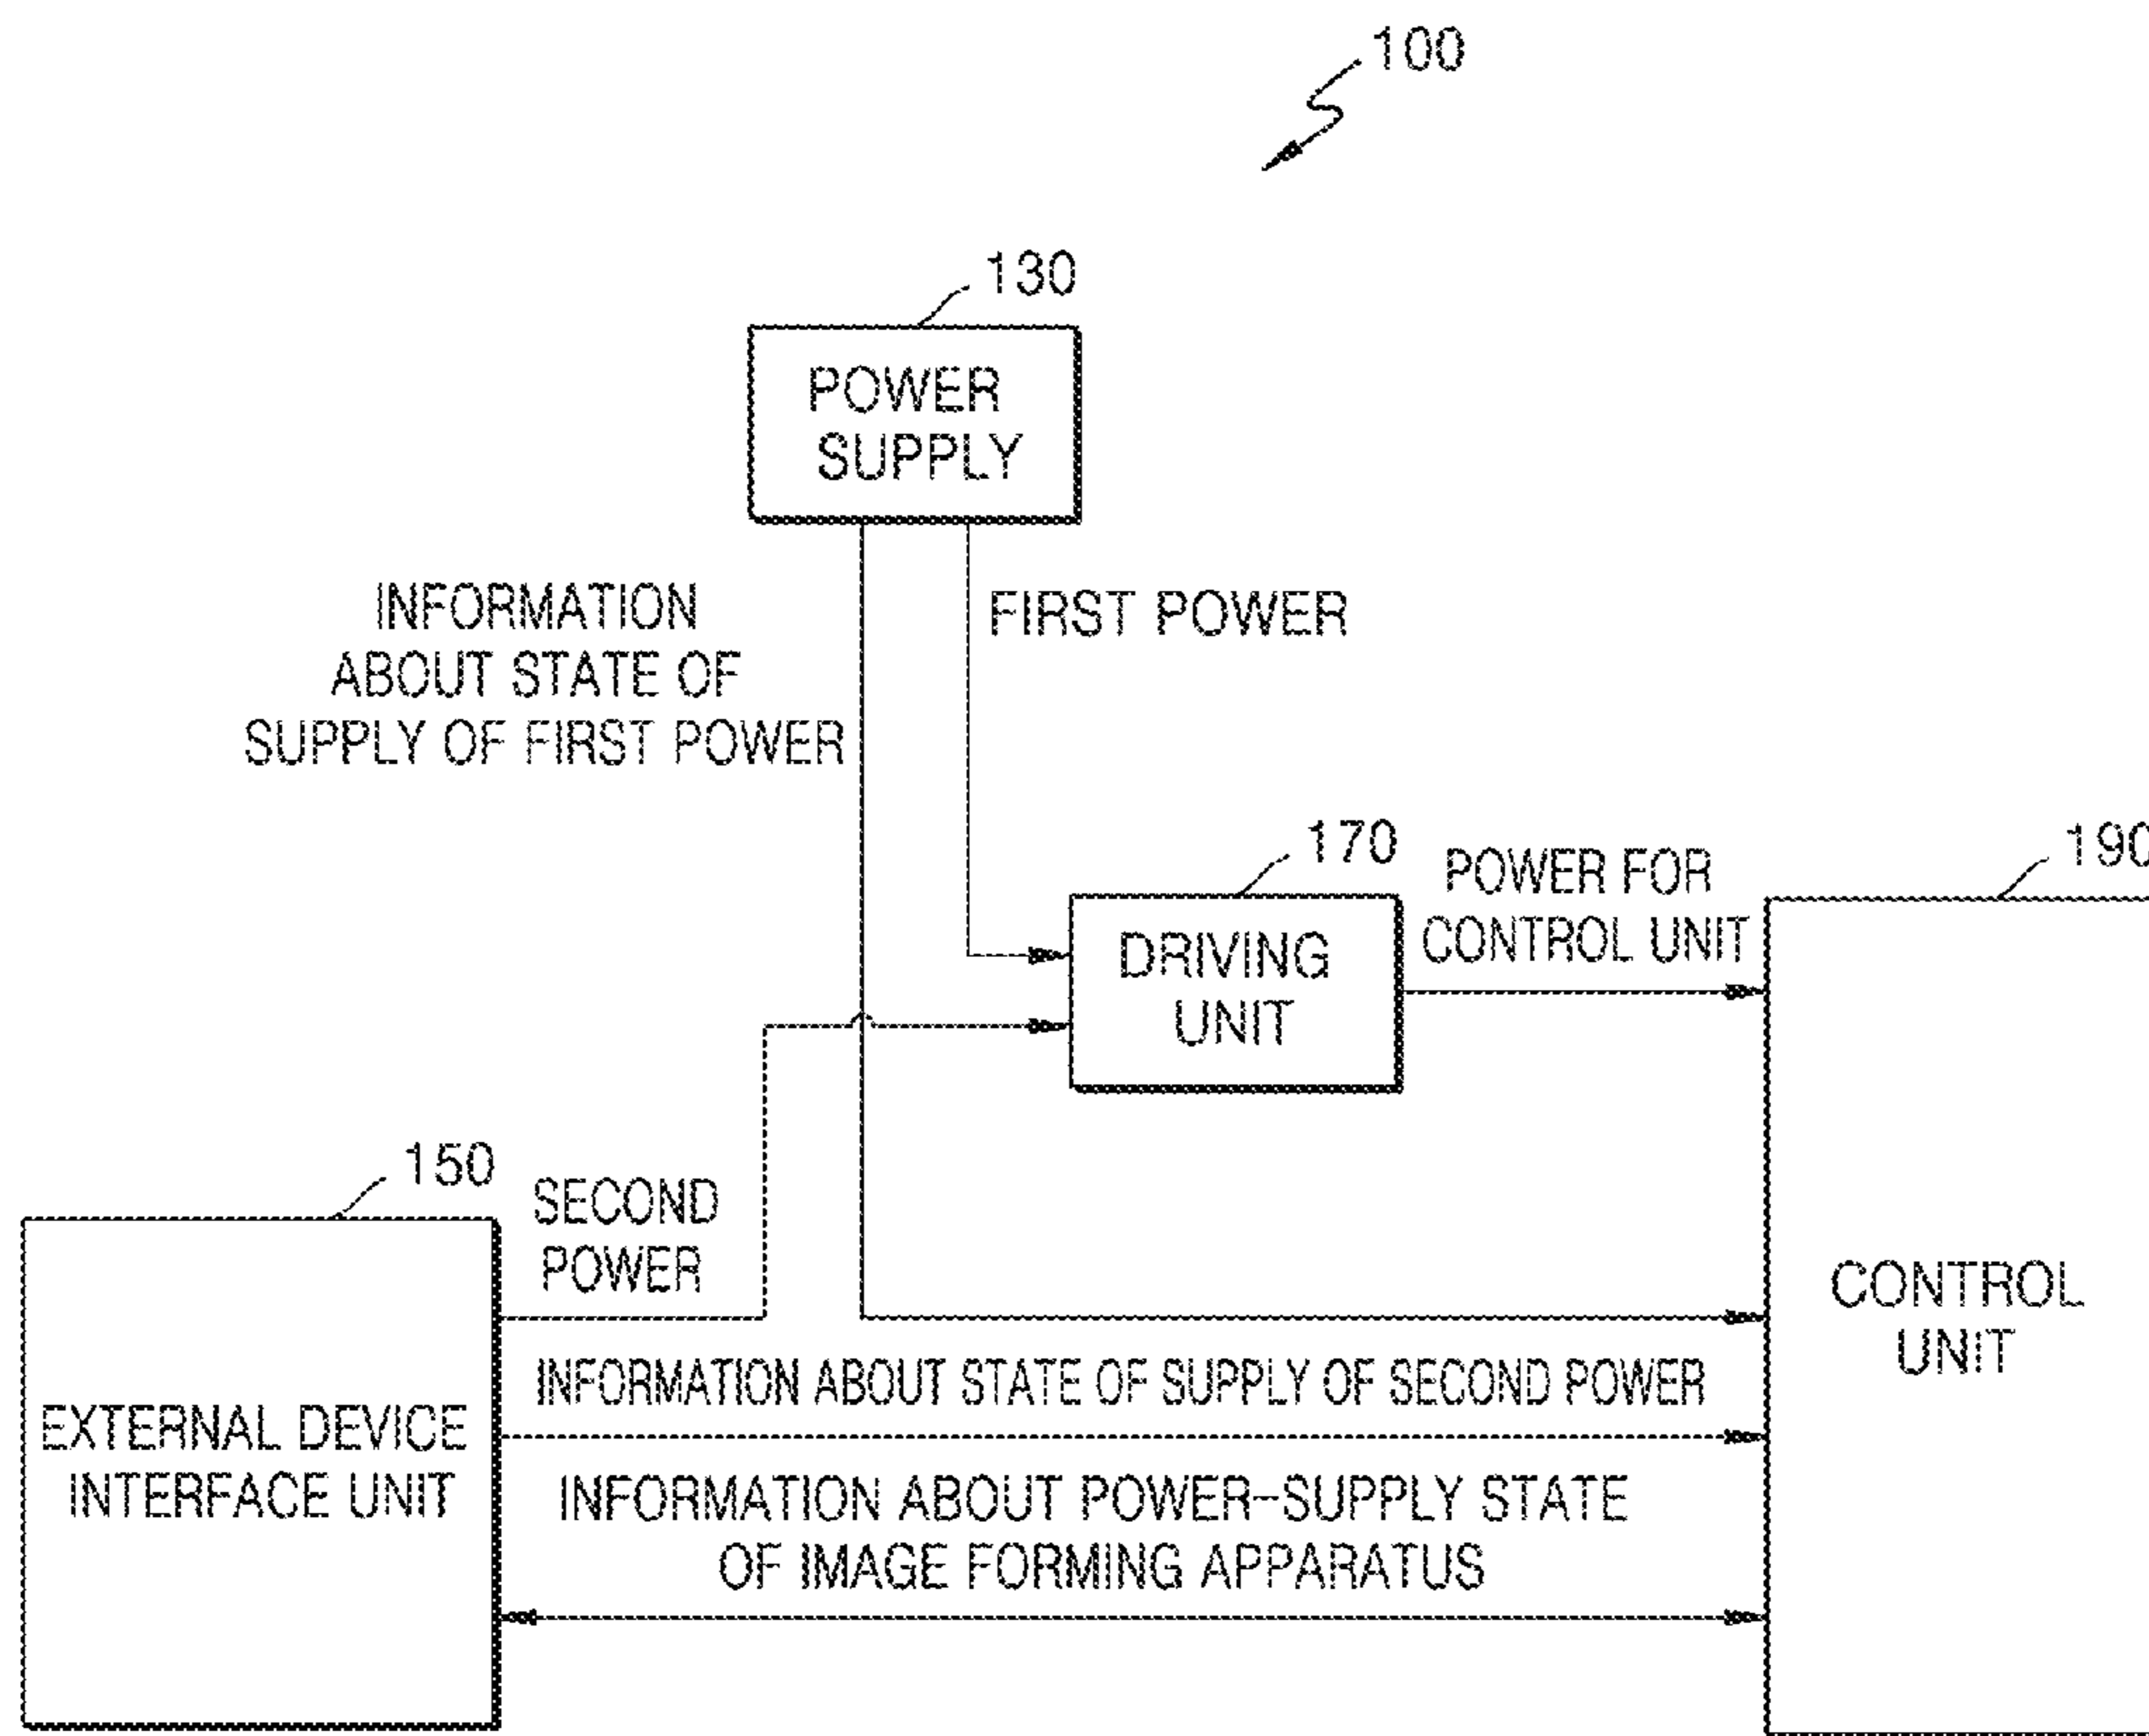 100
130
POWER
SUPPLY
INFORMATION
ABOUT STATE OF
SUPPLY OF FIRST POWER
FIRST POWER
170
DRIVING
UNIT
POWER FOR
CONTROL UNIT
190
CONTROL
UNIT
150
EXTERNAL DEVICE
INTERFACE UNIT
SECOND
POWER
INFORMATION ABOUT STATE OF SUPPLY OF SECOND POWER
INFORMATION ABOUT POWER-SUPPLY STATE
OF IMAGE FORMING APPARATUS